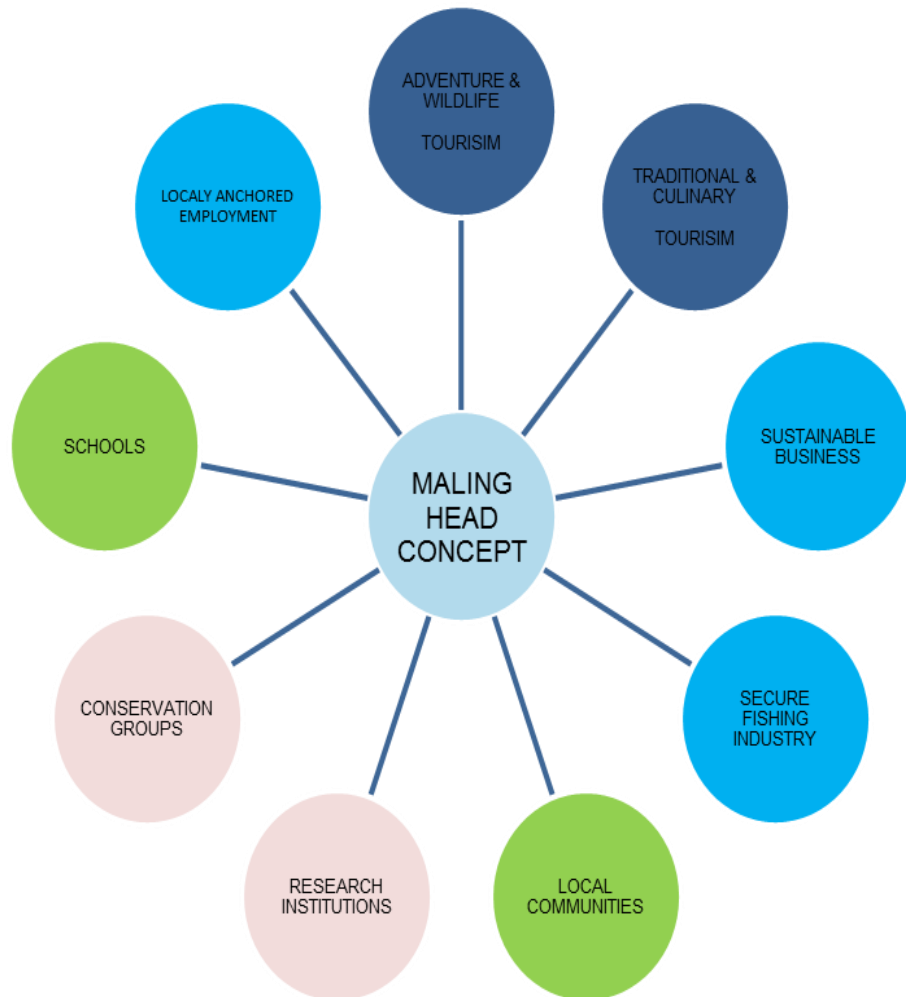 ADVENTURE &
WILDLIFE
TOURISIM
TRADITIONAL &
CULINARY
TOURISIM
SUSTAINABLE
BUSINESS
SECURE
FISHING
INDUSTRY
LOCAL
COMMUNITIES
RESEARCH
INSTITUTIONS
CONSERVATION
GROUPS
SCHOOLS
LOCALY ANCHORED
EMPLOYMENT
MALING
HEAD
CONCEPT